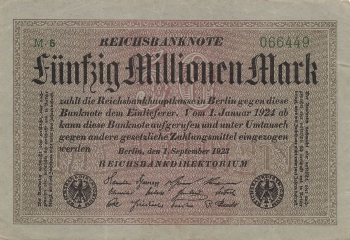 M·6 REICHSBANKNOTE 066449
Fünfzig Millionen Mark
zahlt die Reichsbankhauptkasse in Berlin gegen diese
Banknote dem Einlieferer. Vom 1. Januar 1924 ab
kann diese Banknote aufgerufen und unter Umtausch
gegen andere gesetzliche Zahlungsmittel eingezogen
werden
Berlin, den 1. September 1923
REICHSBANKDIREKTORIUM